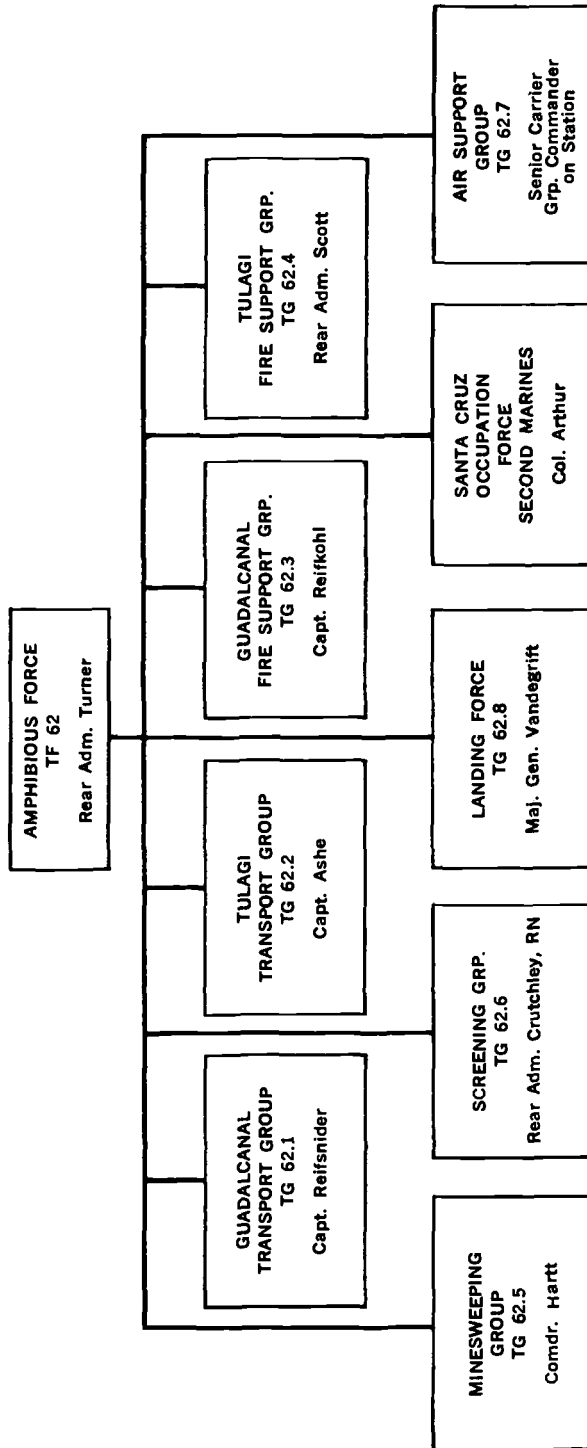 AMPHIBIOUS FORCE
TF 62
Rear Adm. Turner
GUADALCANAL
TRANSPORT GROUP
TG 62.1
Capt. Reifsnider
TULAGI
TRANSPORT GROUP
TG 62.2
Capt. Ashe
GUADALCANAL
FIRE SUPPORT GRP.
TG 62.3
Capt. Reifkohl
TULAGI
FIRE SUPPORT GRP.
TG 62.4
Rear Adm. Scott
MINESWEEPING
GROUP
TG 62.5
Comdr. Hartt
SCREENING GRP.
TG 62.6
Rear Adm. Crutchley, RN
LANDING FORCE
TG 62.8
Maj. Gen. Vandegrift
SANTA CRUZ
OCCUPATION
FORCE
SECOND MARINES
Col. Arthur
AIR SUPPORT
GROUP
TG 62.7
Senior Carrier
Grp. Commander
on Station